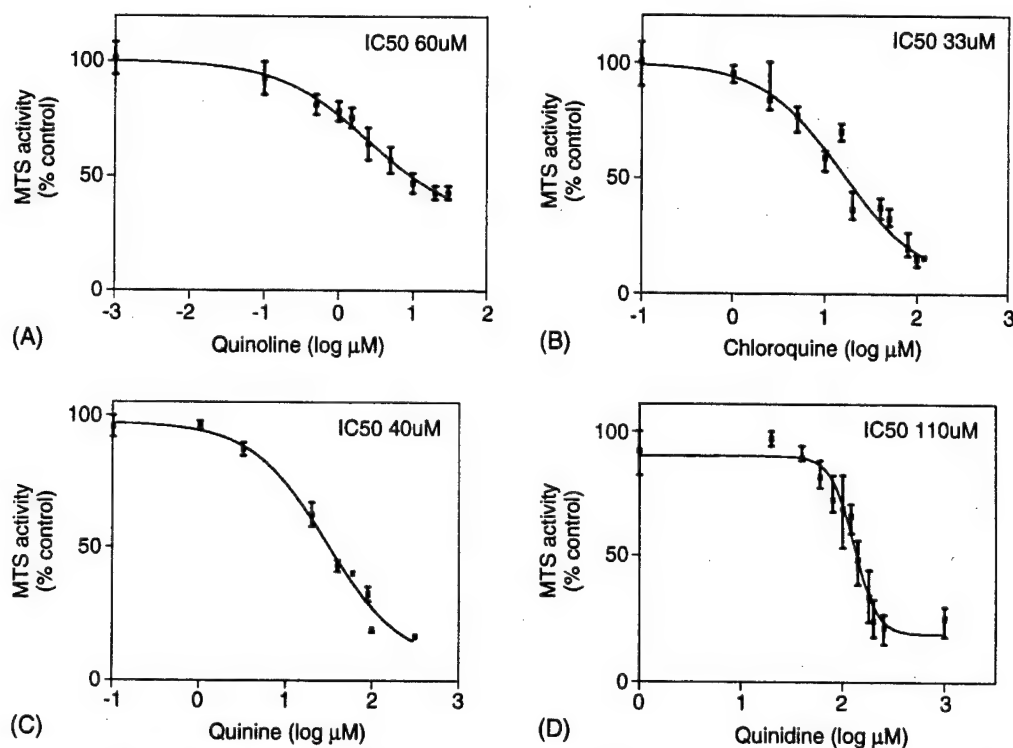 IC50 60uM
MTS activity
(% control)
100
50
0
-3 -1 0 1 2
Quinoline (log µM)
(A)
IC50 33uM
MTS activity
(% control)
100
50
0
-1 0 1 2 3
Chloroquine (log µM)
(B)
IC50 40uM
MTS activity
(% control)
100
50
0
-1 0 1 2 3
Quinine (log µM)
(C)
IC50 110uM
MTS activity
(% control)
100
50
0
0 1 2 3
Quinidine (log µM)
(D)